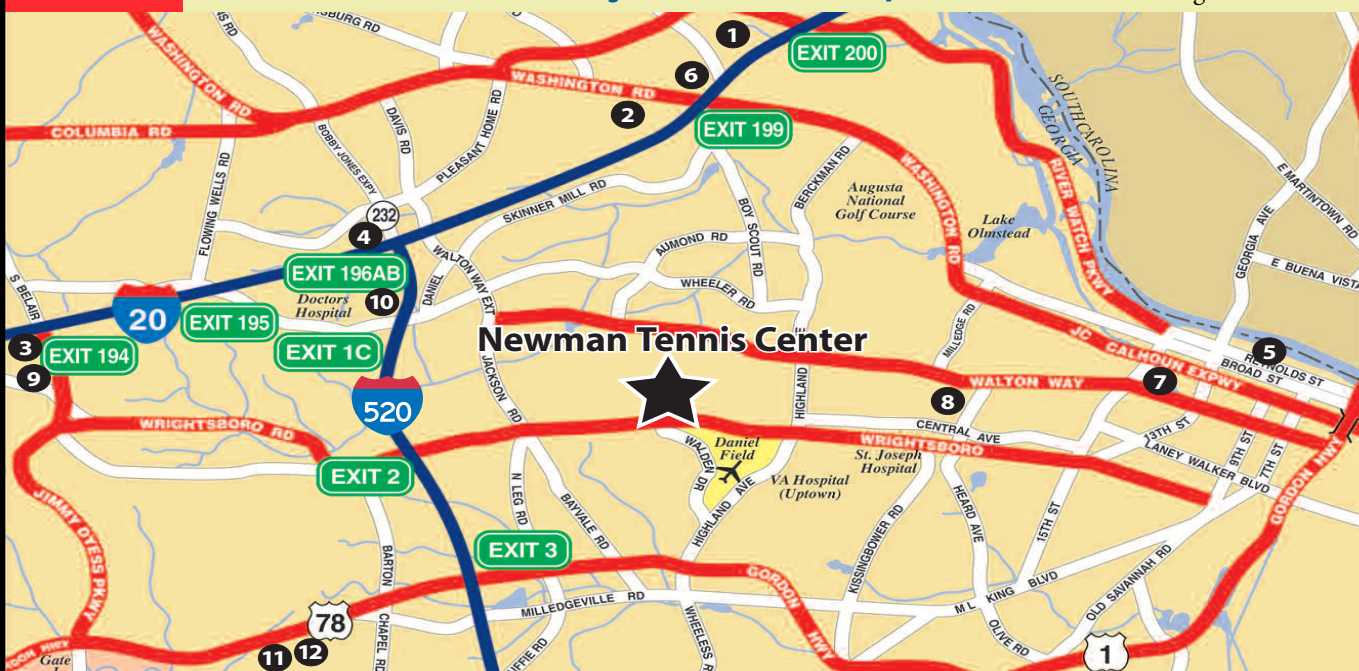 WASHINGTON RD
COLUMBIA RD
WASHINGTON RD
1
6
2
EXIT 200
EXIT 199
SOUTH CAROLINA
GEORGIA
E MARTINTOWN RD
GEORGIA AVE
E BUENA VISTA
BOBBY JONES EXPY
DAVIS RD
PLEASANT HOME RD
FLOWING WELLS RD
232
4
SKINNER MILL RD
BOY SCOUT RD
BERCKMAN RD
Augusta
National
Golf Course
WASHINGTON RD
Lake
Olmstead
RIVER WATCH PKWY
AUMOND RD
WHEELER RD
WALTON WAY EXT
DANIEL
EXIT 196AB
Doctors
Hospital
10
S BELAIR
20
EXIT 195
EXIT 1C
3
EXIT 194
9
520
JACKSON RD
Newman Tennis Center
HIGHLAND
MILLEDGE RD
JC CALHOUN EXPWY
5
REYNOLDS ST
BROAD ST
7
WALTON WAY
8
CENTRAL AVE
WRIGHTSBORO
WRIGHTSBORO RD
EXIT 2
Daniel
Field
WALDEN DR
HIGHLAND AVE
VA Hospital
(Uptown)
St. Joseph
Hospital
13TH ST
LANEY WALKER BLVD
9TH ST
7TH ST
GORDON HWY
15TH ST
HEARD AVE
KISSINGBOWER RD
N LEG RD
BAYVALE RD
EXIT 3
JIMMY DYESS PKWY
BARTON
CHAPEL RD
78
11
12
MILLEDGEVILLE RD
WHEELESS R
GORDON HWY
M L KING BLVD
OLIVE RD
OLD SAVANNAH RD
1
DON HWY
Gate